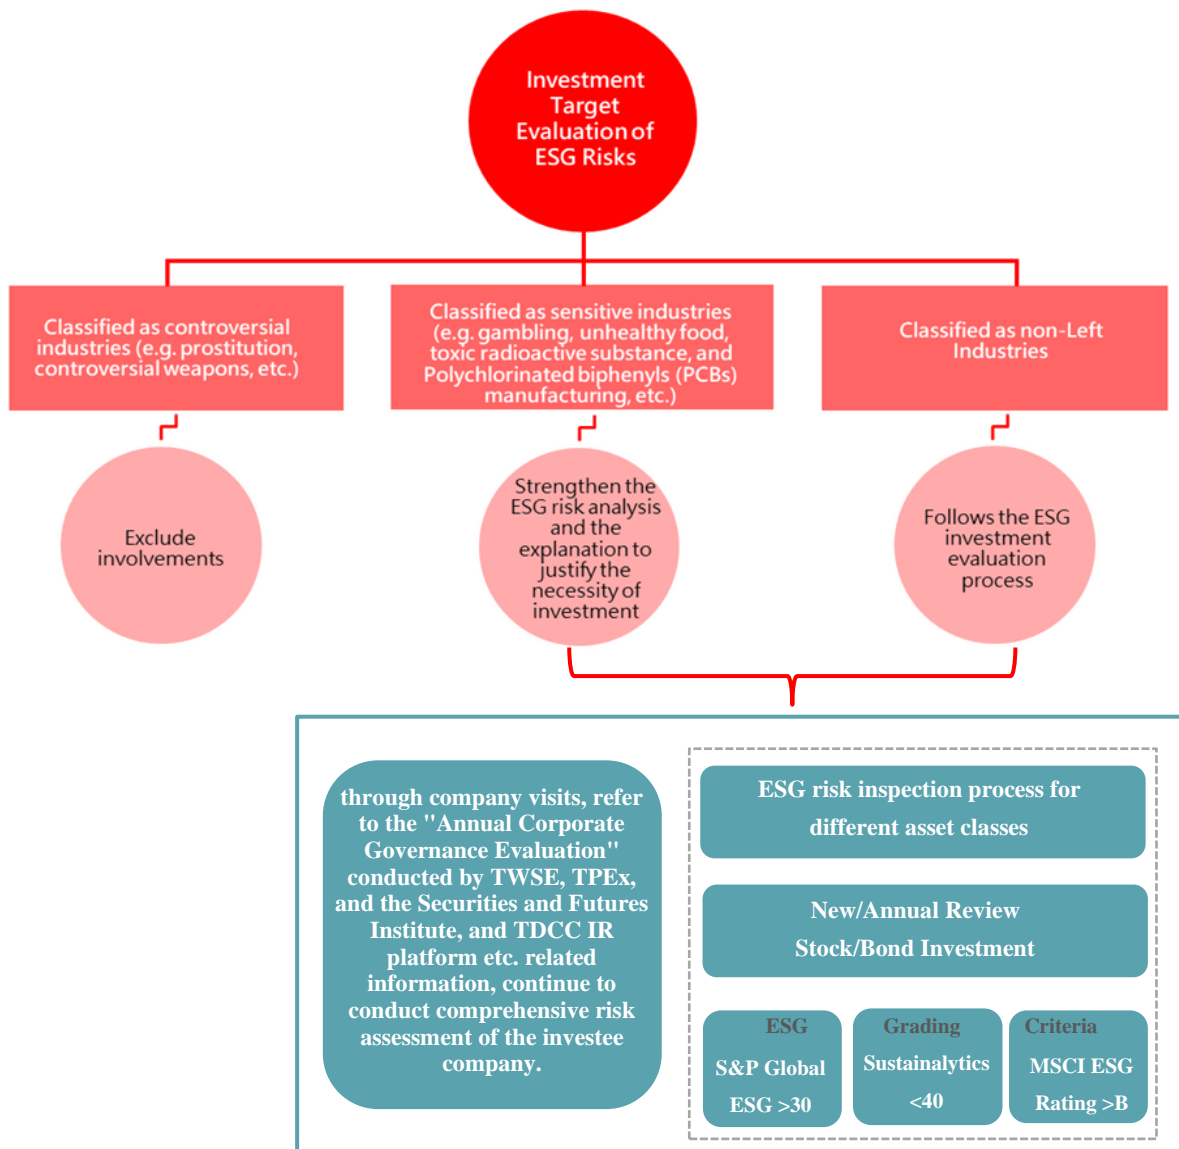 Investment
Target
Evaluation of
ESG Risks
Classified as controversial
industries (e.g. prostitution,
controversial weapons, etc.)
Classified as sensitive industries
(e.g. gambling, unhealthy food,
toxic radioactive substance, and
Polychlorinated biphenyls (PCBs)
manufacturing, etc.)
Classified as non-Left
Industries
Exclude
involvements
Strengthen the
ESG risk analysis
and the
explanation to
justify the
necessity of
investment
Follows the ESG
investment
evaluation
process
through company visits, refer
to the "Annual Corporate
Governance Evaluation"
conducted by TWSE, TPEx,
and the Securities and Futures
Institute, and TDCC IR
platform etc. related
information, continue to
conduct comprehensive risk
assessment of the investee
company.
ESG risk inspection process for
different asset classes
New/Annual Review
Stock/Bond Investment
ESG Grading Criteria
S&P Global
ESG >30
Sustainalytics
<40
MSCI ESG
Rating >B